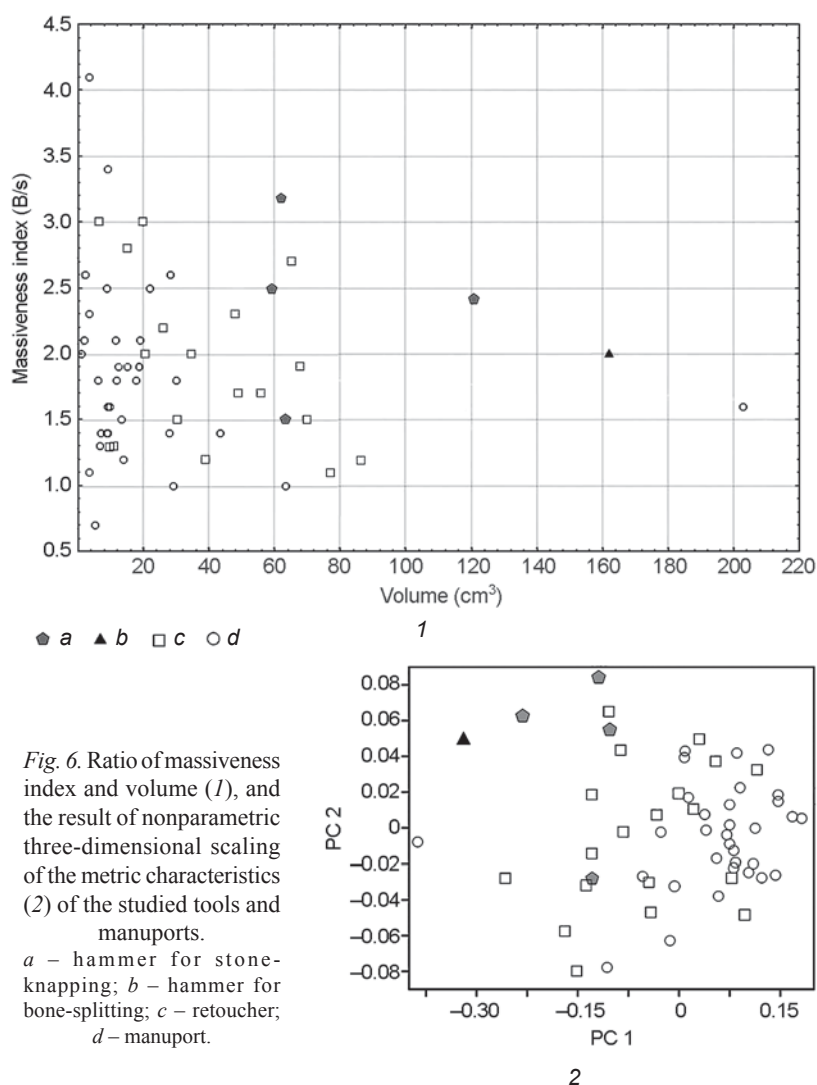 4.5
4.0
3.5
3.0
2.5
2.0
1.5
1.0
0.5
Massiveness index (B/s)
20 40 60 80 100 120 140 160 180 200 220
Volume (cm³)
a b c d
1
Fig. 6. Ratio of massiveness
index and volume (1), and
the result of nonparametric
three-dimensional scaling
of the metric characteristics
(2) of the studied tools and
manuports.
a – hammer for stone-
knapping; b – hammer for
bone-splitting; c – retoucher;
d – manuport.
0.08
0.06
0.04
0.02
0
–0.02
–0.04
–0.06
–0.08
PC 2
–0.30 –0.15 0 0.15
PC 1
2